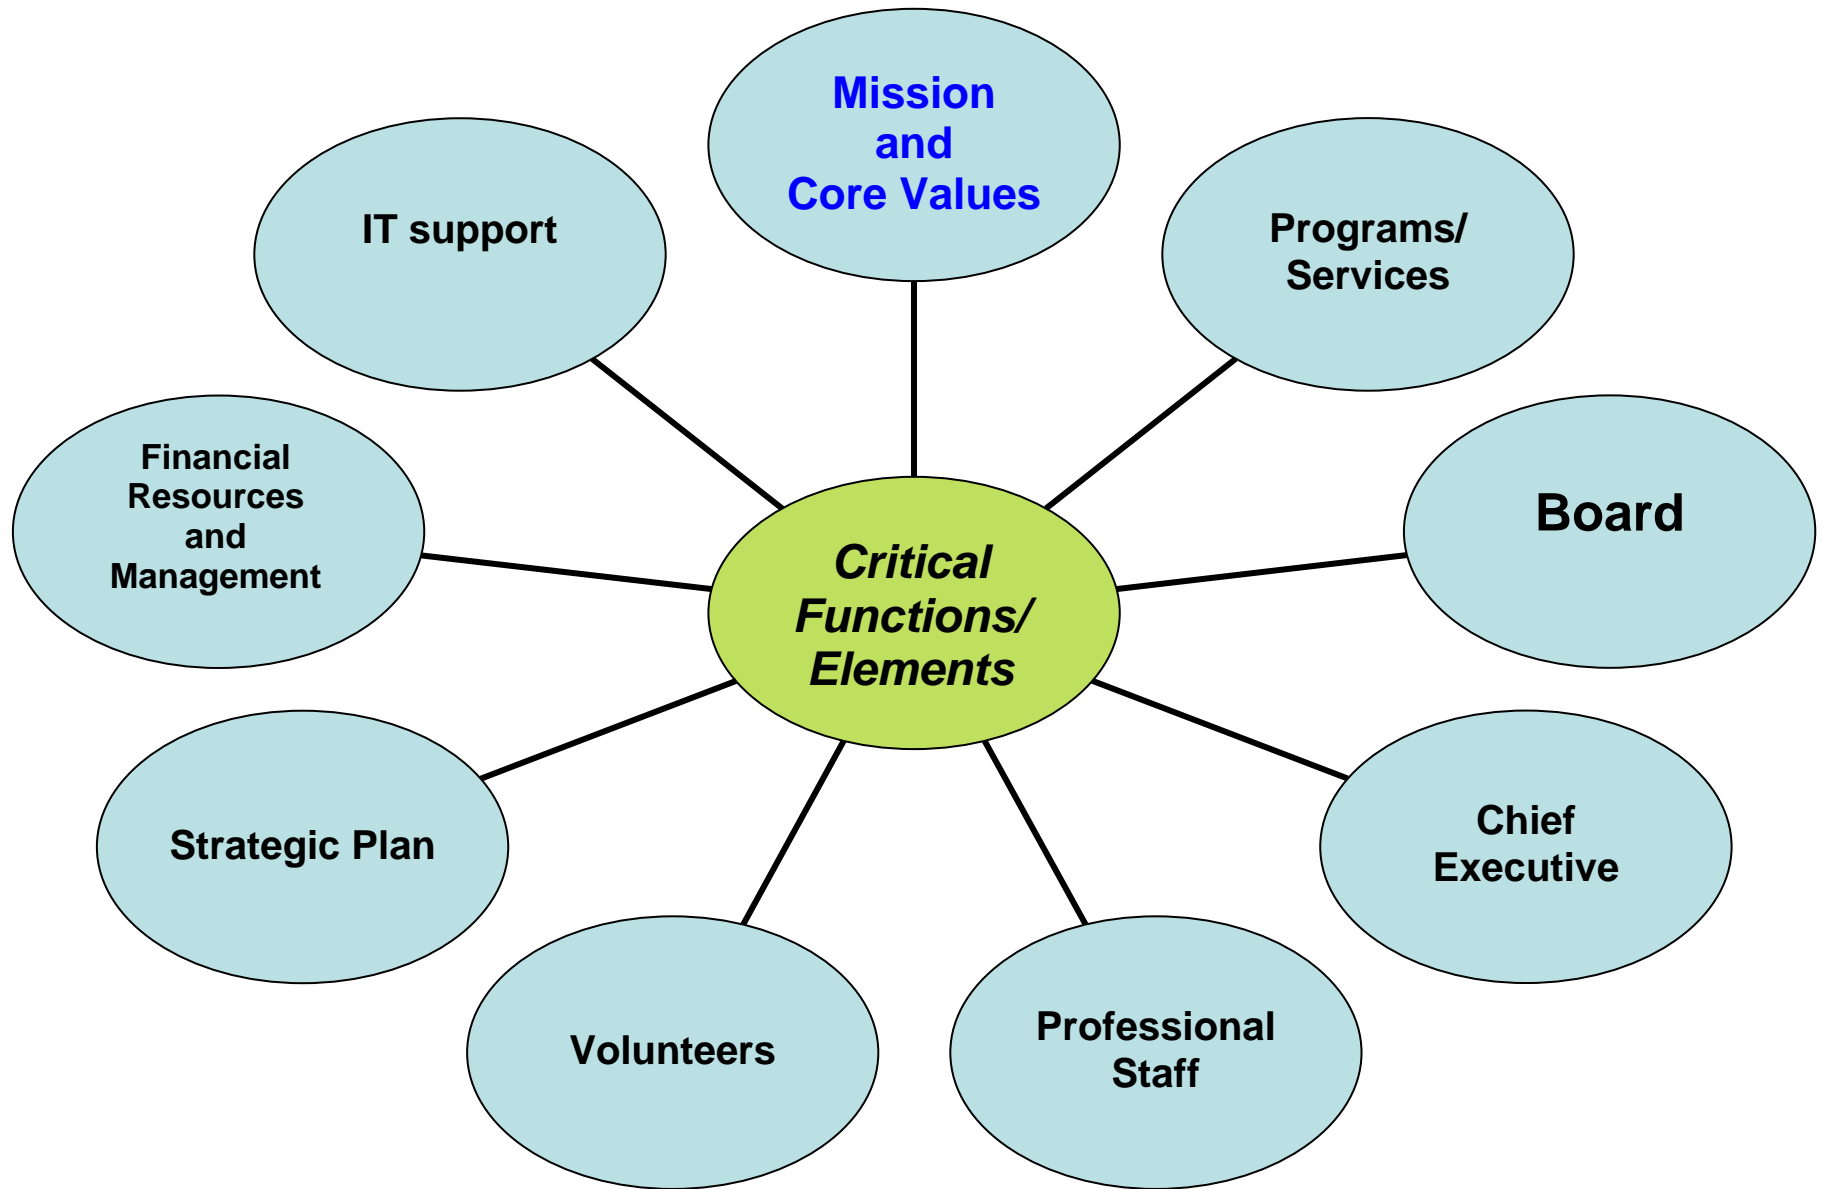 Mission
and
Core Values
IT support
Programs/
Services
Financial
Resources
and
Management
Board
Critical
Functions/
Elements
Strategic Plan
Chief
Executive
Volunteers
Professional
Staff